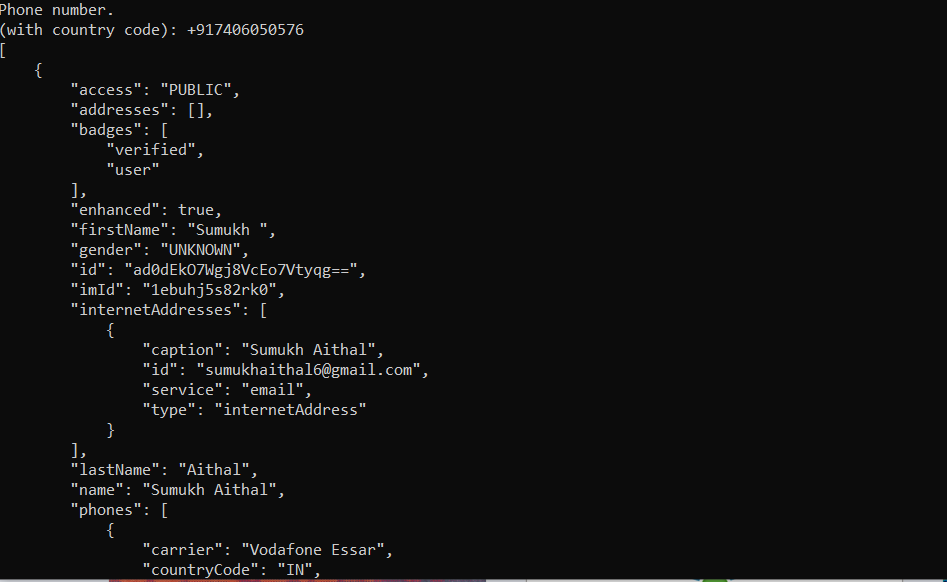 Phone number.
(with country code): +917406050576
[
    {
        "access": "PUBLIC",
        "addresses": [],
        "badges": [
            "verified",
            "user"
        ],
        "enhanced": true,
        "firstName": "Sumukh ",
        "gender": "UNKNOWN",
        "id": "ad0dEkO7Wgj8VcEo7Vtyqg==",
        "imId": "1ebuhj5s82rk0",
        "internetAddresses": [
            {
                "caption": "Sumukh Aithal",
                "id": "sumukhaithal6@gmail.com",
                "service": "email",
                "type": "internetAddress"
            }
        ],
        "lastName": "Aithal",
        "name": "Sumukh Aithal",
        "phones": [
            {
                "carrier": "Vodafone Essar",
                "countryCode": "IN",